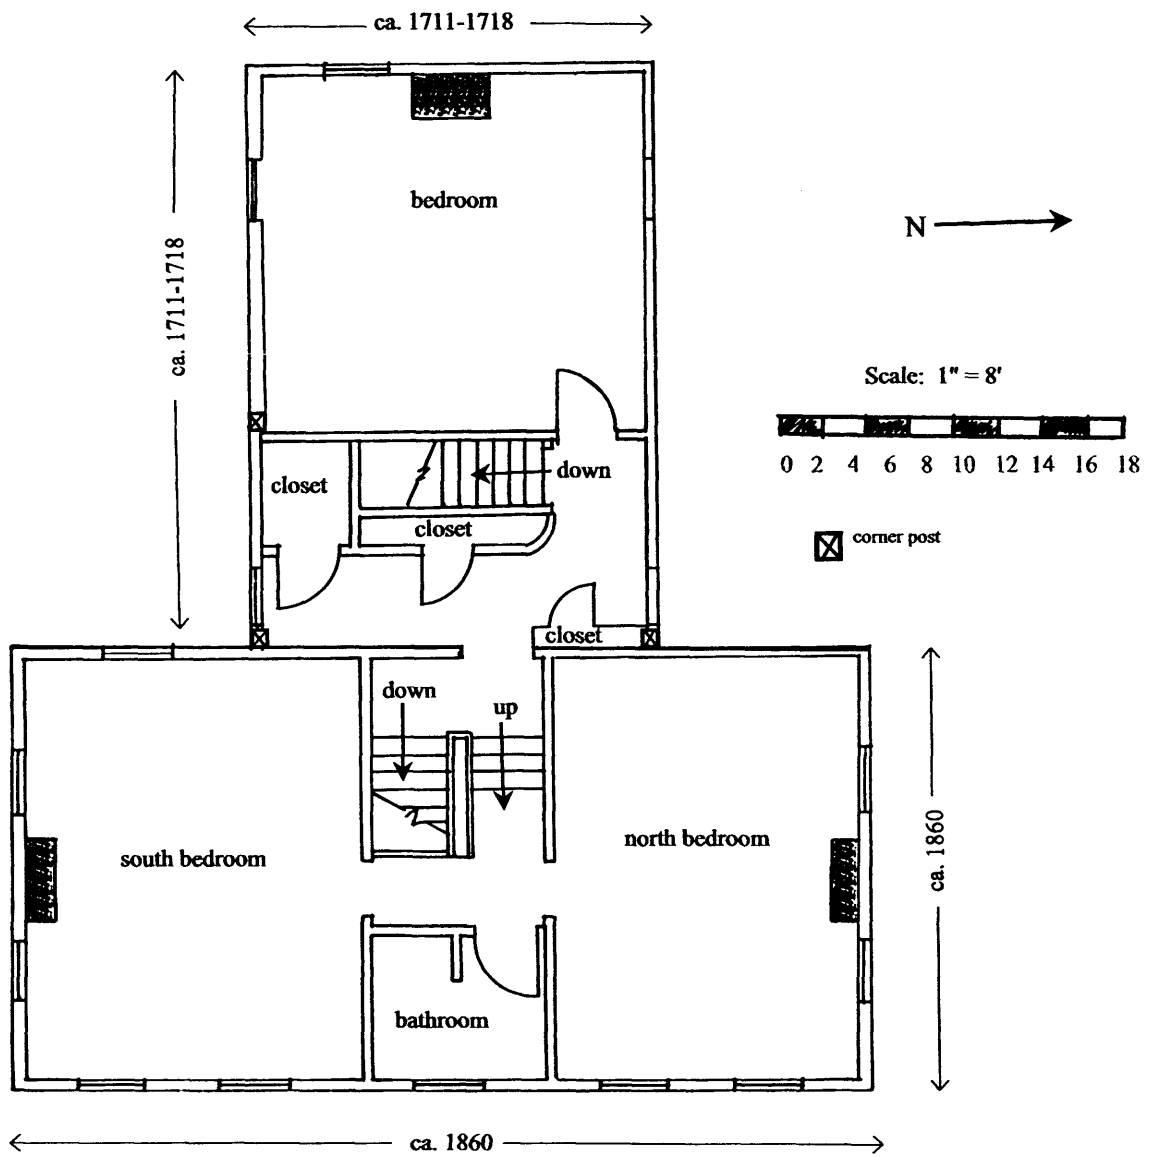 ca. 1711-1718
ca. 1711-1718
bedroom
N
Scale: 1" = 8'
0 2 4 6 8 10 12 14 16 18
corner post
closet
down
closet
closet
down
up
south bedroom
north bedroom
ca. 1860
bathroom
ca. 1860